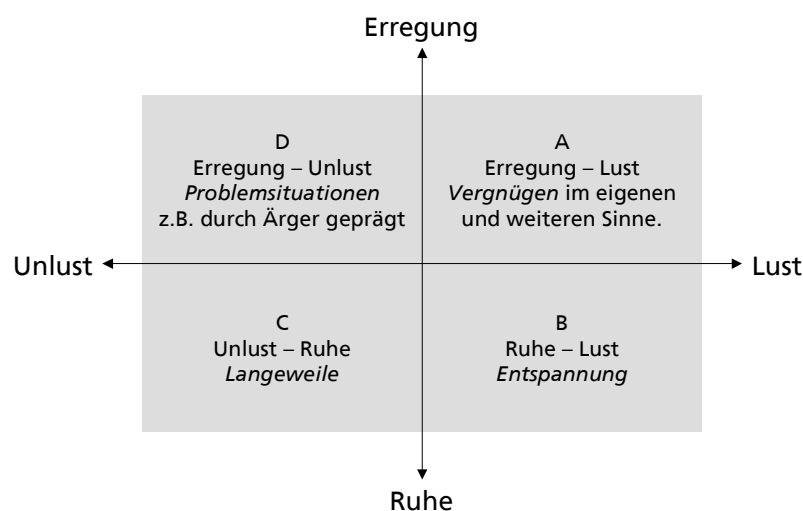 Erregung
D
Erregung – Unlust
Problemsituationen
z.B. durch Ärger geprägt
A
Erregung – Lust
Vergnügen im eigenen
und weiteren Sinne.
Unlust
Lust
C
Unlust – Ruhe
Langeweile
B
Ruhe – Lust
Entspannung
Ruhe